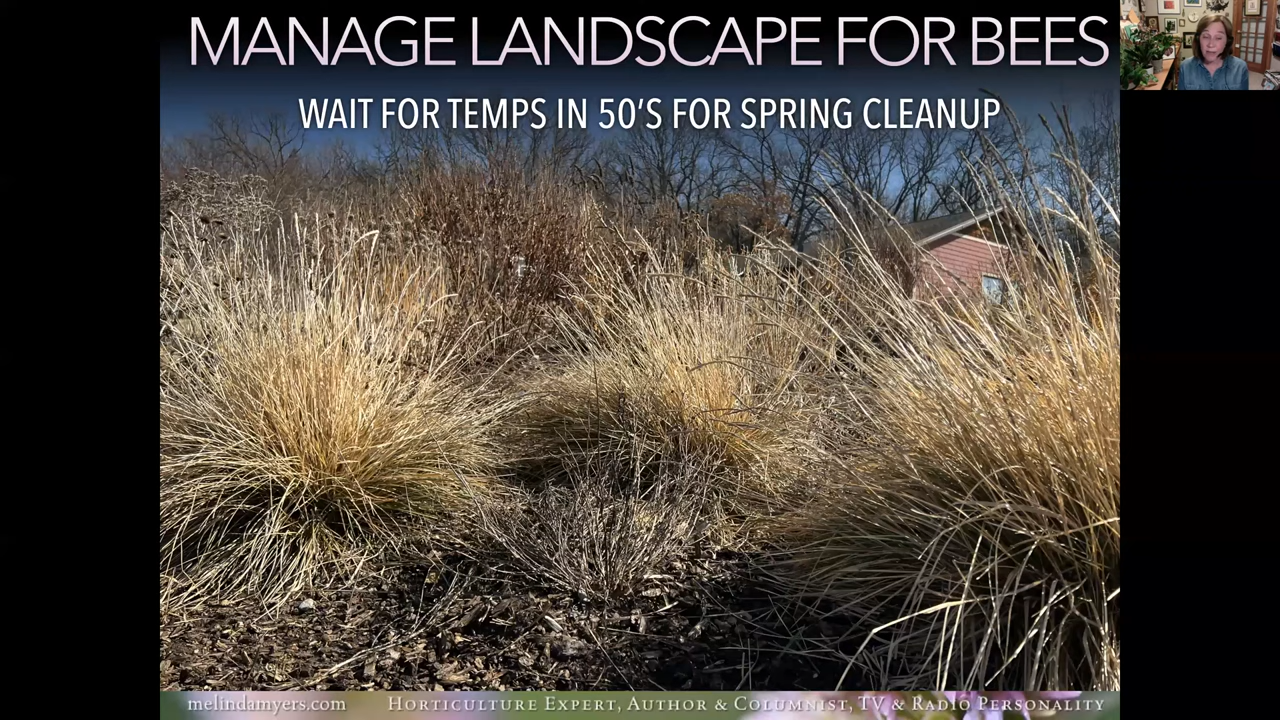 MANAGE LANDSCAPE FOR BEES
WAIT FOR TEMPS IN 50'S FOR SPRING CLEANUP
melindamyers.com HORTICULTURE EXPERT, AUTHOR & COLUMNIST, TV & RADIO PERSONALITY